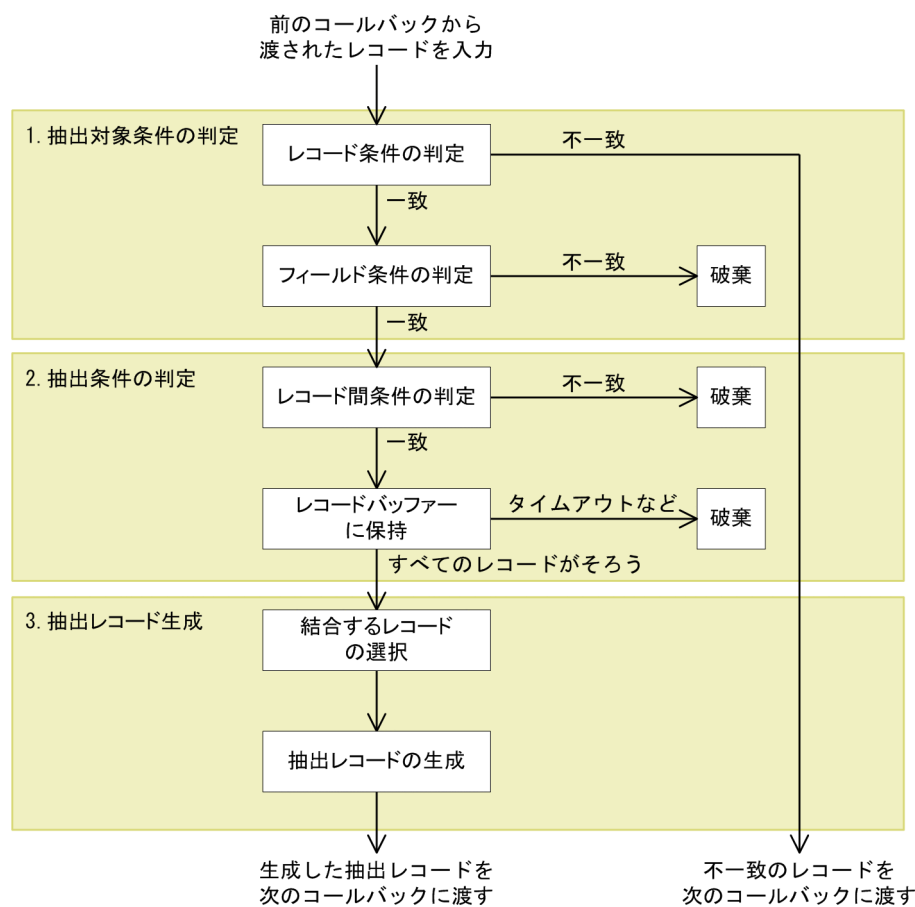 前のコールバックから
渡されたレコードを入力
1. 抽出対象条件の判定
レコード条件の判定
不一致
一致
フィールド条件の判定
不一致
破棄
一致
2. 抽出条件の判定
レコード間条件の判定
不一致
破棄
一致
レコードバッファー
に保持
タイムアウトなど
破棄
すべてのレコードがそろう
3. 抽出レコード生成
結合するレコード
の選択
抽出レコードの生成
生成した抽出レコードを
次のコールバックに渡す
不一致のレコードを
次のコールバックに渡す